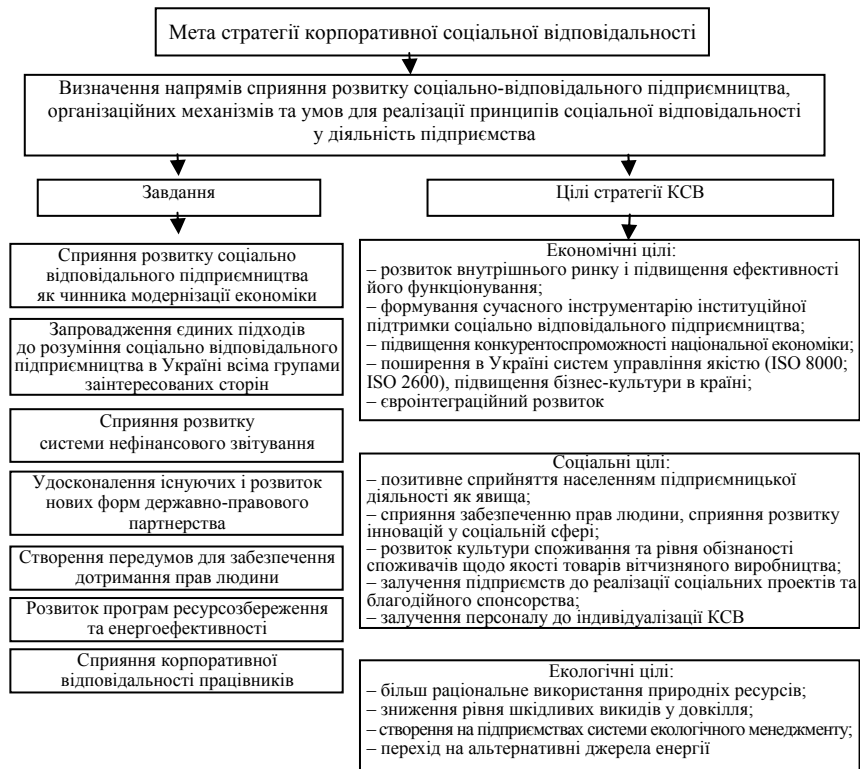 Мета стратегії корпоративної соціальної відповідальності
Визначення напрямів сприяння розвитку соціально-відповідального підприємництва,
організаційних механізмів та умов для реалізації принципів соціальної відповідальності
у діяльність підприємства
Завдання
Сприяння розвитку соціально
відповідального підприємництва
як чинника модернізації економіки
Запровадження єдиних підходів
до розуміння соціально відповідального
підприємництва в Україні всіма групами
заінтересованих сторін
Сприяння розвитку
системи нефінансового звітування
Удосконалення існуючих і розвиток
нових форм державно-правового
партнерства
Створення передумов для забезпечення
дотримання прав людини
Розвиток програм ресурсозбереження
та енергоефективності
Сприяння корпоративної
відповідальності працівників
Цілі стратегії КСВ
Економічні цілі:
– розвиток внутрішнього ринку і підвищення ефективності
його функціонування;
– формування сучасного інструментарію інституційної
підтримки соціально відповідального підприємництва;
– підвищення конкурентоспроможності національної економіки;
– поширення в Україні систем управління якістю (ISO 8000;
ISO 2600), підвищення бізнес-культури в країні;
– євроінтеграційний розвиток
Соціальні цілі:
– позитивне сприйняття населенням підприємницької
діяльності як явища;
– сприяння забезпеченню прав людини, сприяння розвитку
інновацій у соціальній сфері;
– розвиток культури споживання та рівня обізнаності
споживачів щодо якості товарів вітчизняного виробництва;
– залучення підприємств до реалізації соціальних проектів та
благодійного спонсорства;
– залучення персоналу до індивідуалізації КСВ
Екологічні цілі:
– більш раціональне використання природніх ресурсів;
– зниження рівня шкідливих викидів у довкілля;
– створення на підприємствах системи екологічного менеджменту;
– перехід на альтернативні джерела енергії